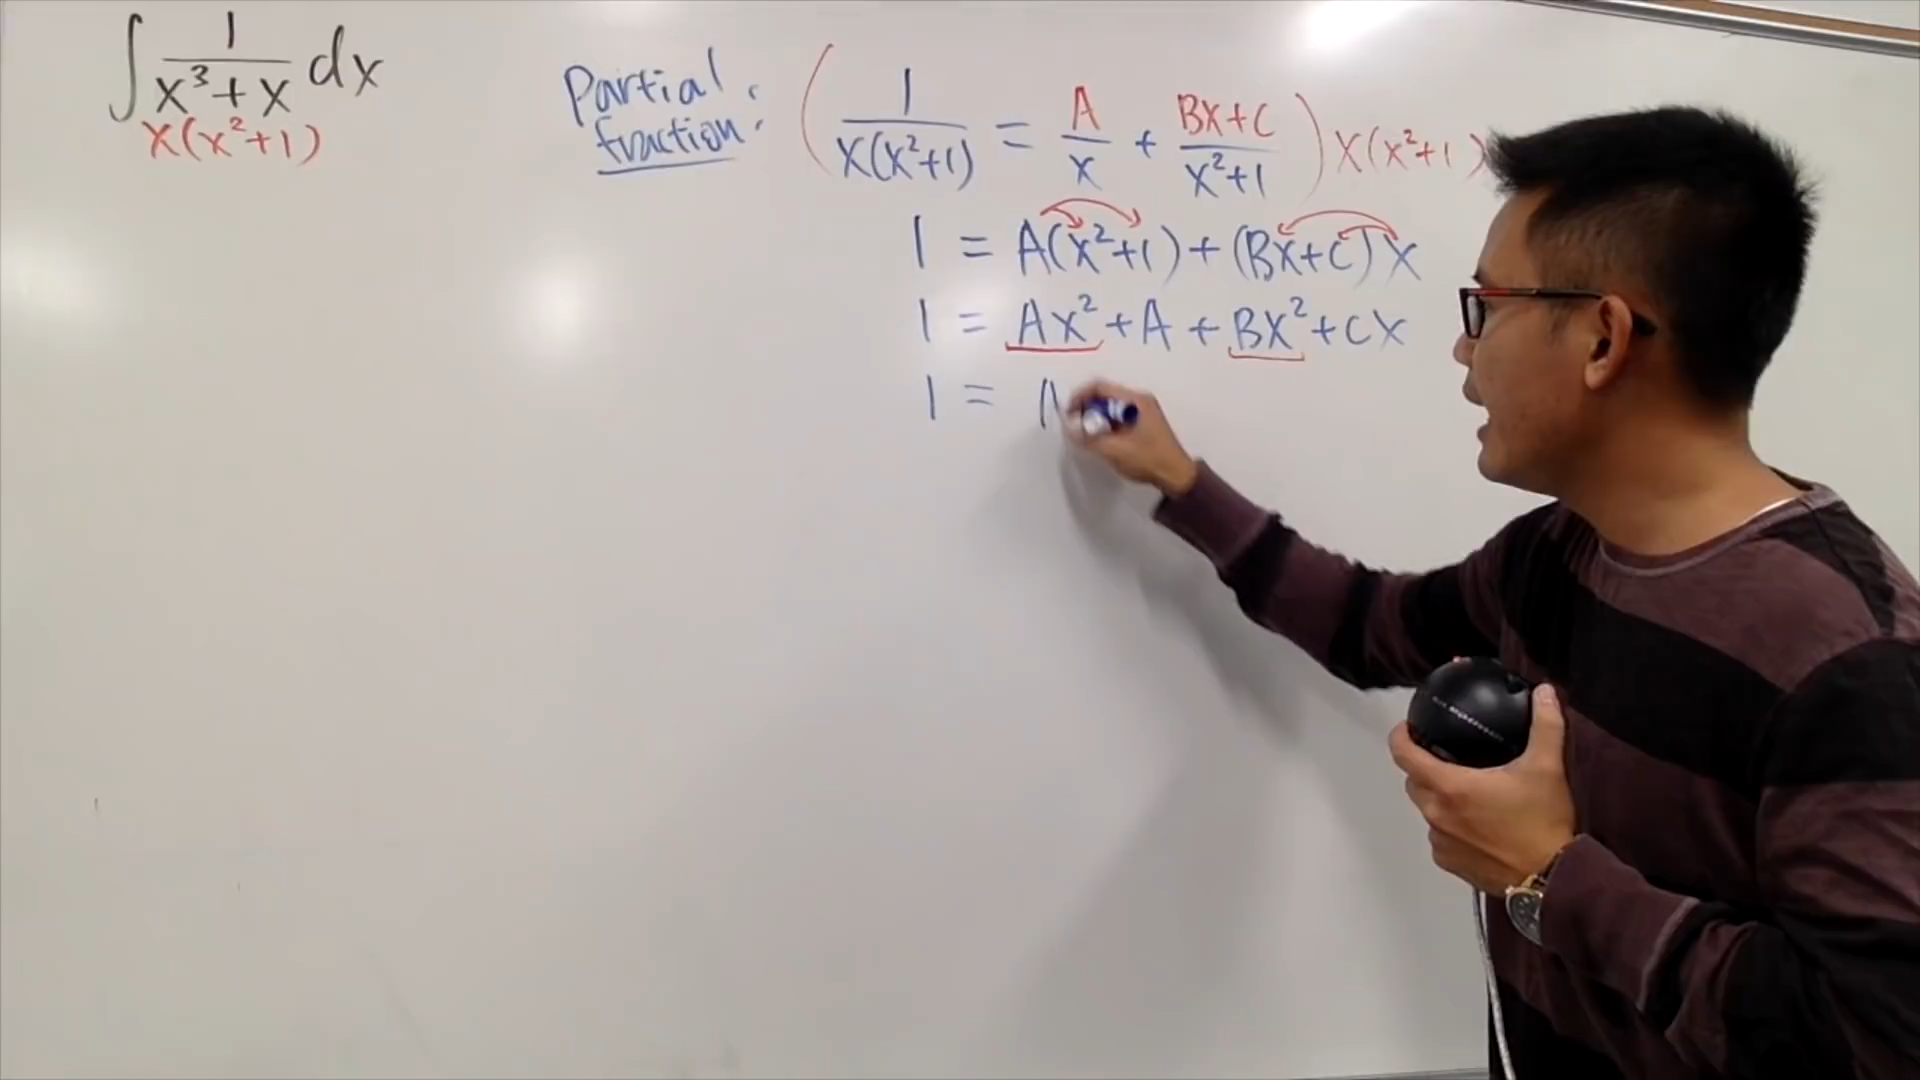 ∫ 1/(x³+x) dx
x(x²+1)
Partial fraction:
( 1/(x(x²+1)) = A/x + (Bx+C)/(x²+1) ) x(x²+1)
1 = A(x²+1) + (Bx+C)x
1 = Ax² + A + Bx² + Cx
1 = (